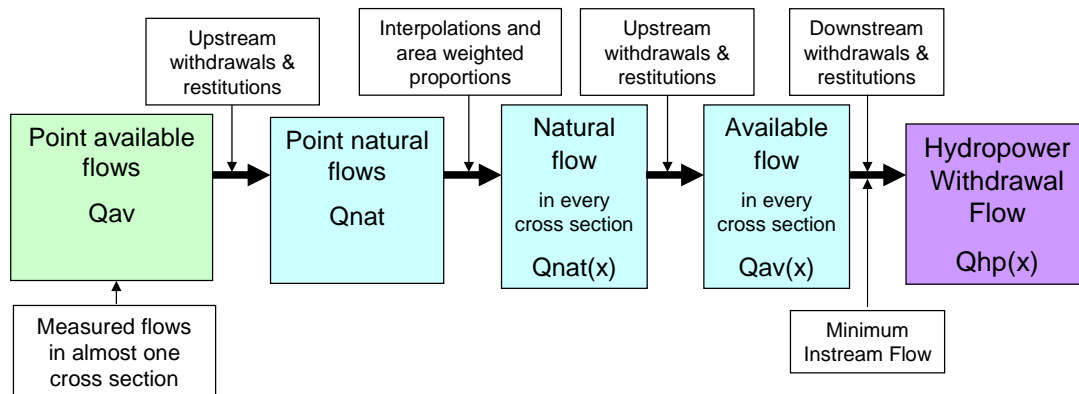 Upstream
withdrawals &
restitutions
Interpolations and
area weighted
proportions
Upstream
withdrawals
& restitutions
Downstream
withdrawals
& restitutions
Point available
flows
Qav
Point natural
flows
Qnat
Natural
flow
in every
cross section
Qnat(x)
Available
flow
in every
cross section
Qav(x)
Hydropower
Withdrawal
Flow
Qhp(x)
Measured flows
in almost one
cross section
Minimum
Instream Flow